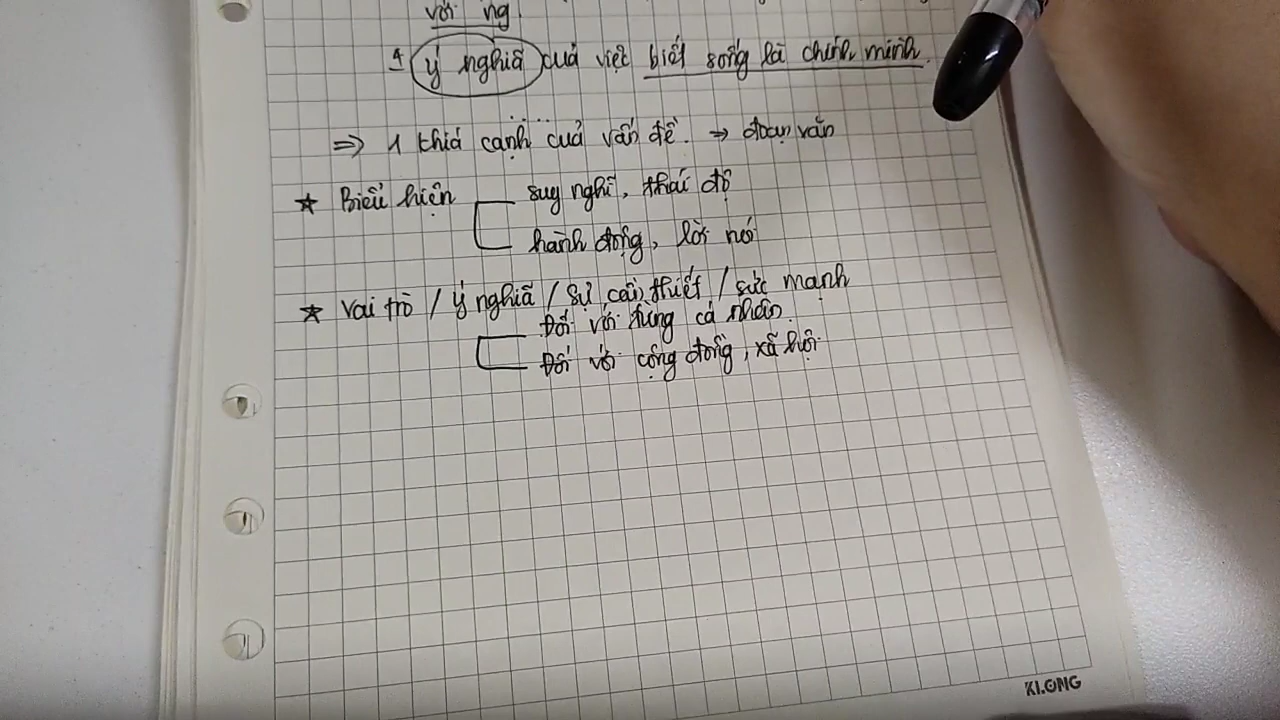 với ng
4 ý nghĩa của việc biết sống là chính mình.
⇒ 1 khía cạnh của vấn đề. → đoạn văn
★ Biểu hiện
suy nghĩ, thái độ
hành động, lời nói
★ Vai trò / ý nghĩa / sự cần thiết / sức mạnh
Đối với từng cá nhân.
Đối với cộng đồng, xã hội
KLONG